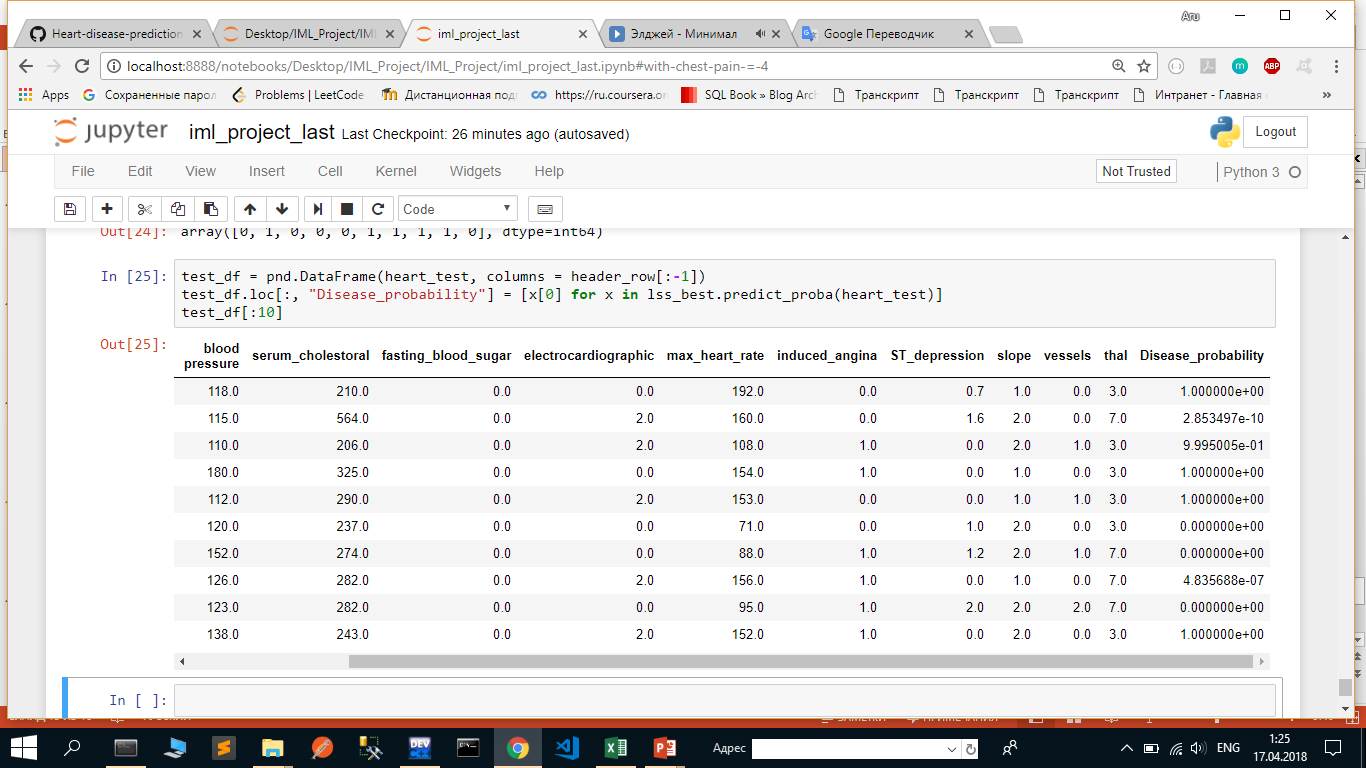 Aru
Heart-disease-prediction
Desktop/IML_Project/IML
iml_project_last
Элджей - Минимал
Google Переводчик
localhost:8888/notebooks/Desktop/IML_Project/IML_Project/iml_project_last.ipynb#with-chest-pain-=-4
Apps Сохраненные парол Problems | LeetCode Дистанционная под https://ru.coursera.or SQL Book » Blog Arch Транскрипт Транскрипт Транскрипт Интранет - Главная »
jupyter iml_project_last Last Checkpoint: 26 minutes ago (autosaved) Logout
File Edit View Insert Cell Kernel Widgets Help Not Trusted Python 3
Code
Out[24]: array([0, 1, 0, 0, 0, 1, 1, 1, 1, 0], dtype=int64)
In [25]: test_df = pnd.DataFrame(heart_test, columns = header_row[:-1])
test_df.loc[:, "Disease_probability"] = [x[0] for x in lss_best.predict_proba(heart_test)]
test_df[:10]
Out[25]:
blood pressure serum_cholestoral fasting_blood_sugar electrocardiographic max_heart_rate induced_angina ST_depression slope vessels thal Disease_probability
118.0 210.0 0.0 0.0 192.0 0.0 0.7 1.0 0.0 3.0 1.000000e+00
115.0 564.0 0.0 2.0 160.0 0.0 1.6 2.0 0.0 7.0 2.853497e-10
110.0 206.0 0.0 2.0 108.0 1.0 0.0 2.0 1.0 3.0 9.995005e-01
180.0 325.0 0.0 0.0 154.0 1.0 0.0 1.0 0.0 3.0 1.000000e+00
112.0 290.0 0.0 2.0 153.0 0.0 0.0 1.0 1.0 3.0 1.000000e+00
120.0 237.0 0.0 0.0 71.0 0.0 1.0 2.0 0.0 3.0 0.000000e+00
152.0 274.0 0.0 0.0 88.0 1.0 1.2 2.0 1.0 7.0 0.000000e+00
126.0 282.0 0.0 2.0 156.0 1.0 0.0 1.0 0.0 7.0 4.835688e-07
123.0 282.0 0.0 0.0 95.0 1.0 2.0 2.0 2.0 7.0 0.000000e+00
138.0 243.0 0.0 2.0 152.0 1.0 0.0 2.0 0.0 3.0 1.000000e+00
In [ ]:
DEV
Адрес
ENG
1:25
17.04.2018